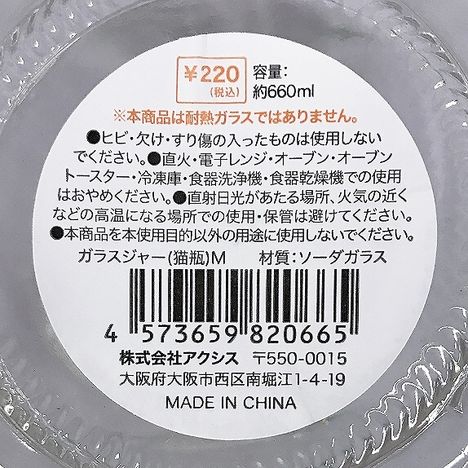 ¥220
(税込)
容量：
約660ml
※本商品は耐熱ガラスではありません。
●ヒビ・欠け・すり傷の入ったものは使用しない
でください。●直火・電子レンジ・オーブン・オーブン
トースター・冷凍庫・食器洗浄機・食器乾燥機での使用
はおやめください。●直射日光があたる場所、火気の近く
などの高温になる場所での使用・保管は避けてください。
●本商品を本使用目的以外の用途に使用しないでください。
ガラスジャー(猫瓶)M 材質：ソーダガラス
4 573659 820665
株式会社アクシス 〒550-0015
大阪府大阪市西区南堀江1-4-19
MADE IN CHINA